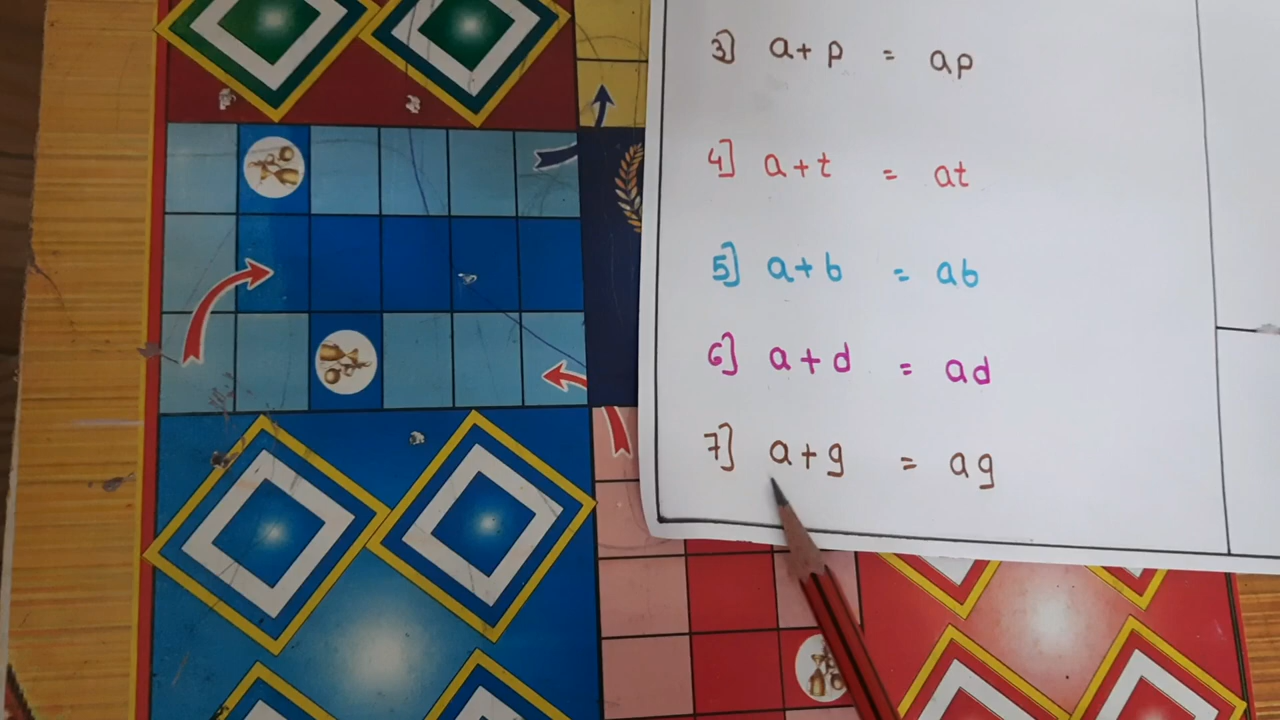 3] a+p = ap
4] a+t = at
5] a+b = ab
6] a+d = ad
7] a+g = ag